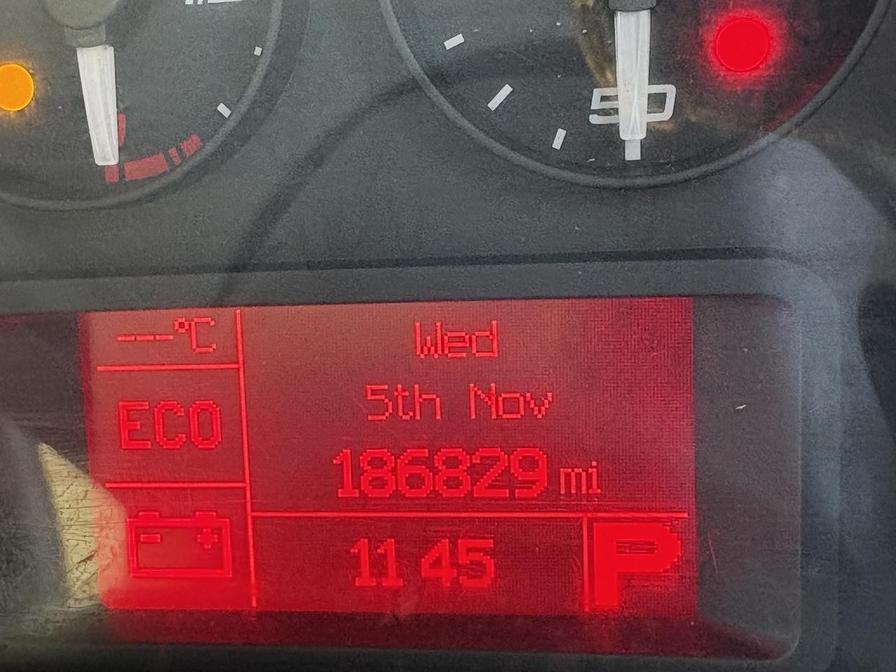 50
---°C
Wed
5th Nov
ECO
186829 mi
11 45
P